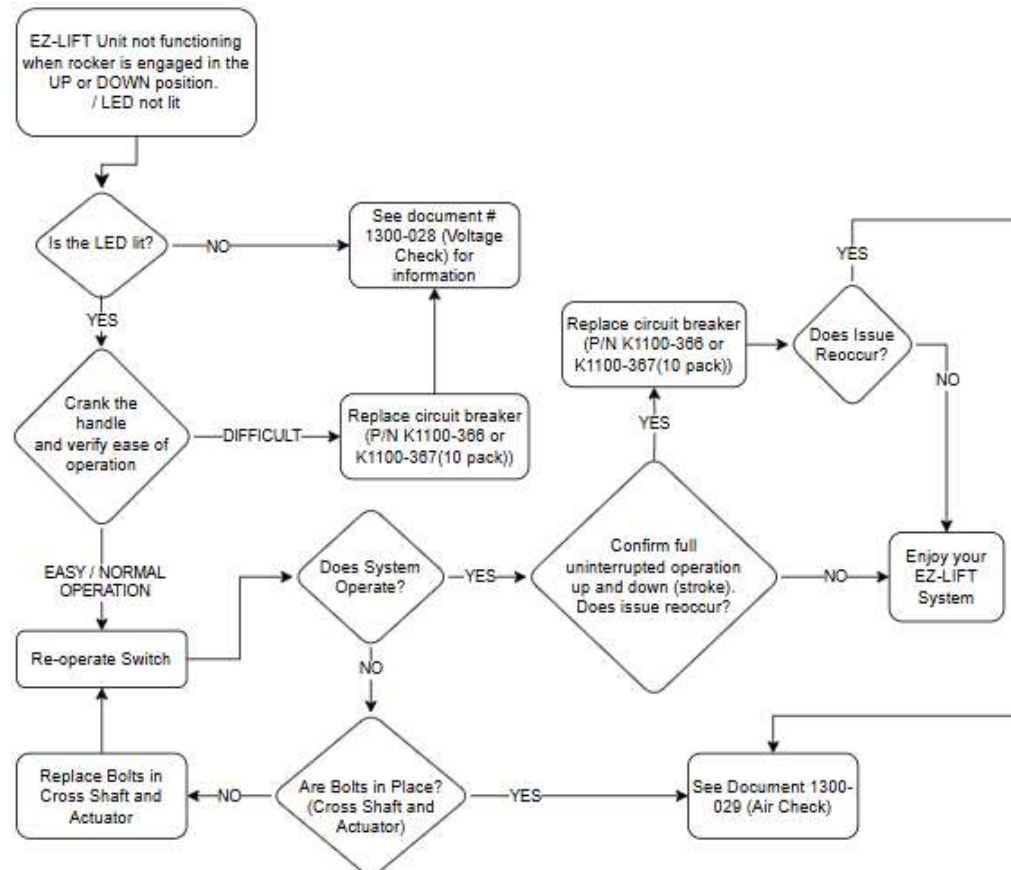 EZ-LIFT Unit not functioning
when rocker is engaged in the
UP or DOWN position.
/ LED not lit
Is the LED lit?
NO
See document #
1300-028 (Voltage
Check) for
information
YES
Crank the
handle
and verify ease of
operation
DIFFICULT
Replace circuit breaker
(P/N K1100-366 or
K1100-367(10 pack))
EASY / NORMAL
OPERATION
Re-operate Switch
Does System
Operate?
YES
Confirm full
uninterrupted operation
up and down (stroke).
Does issue reoccur?
YES
Replace circuit breaker
(P/N K1100-366 or
K1100-367(10 pack))
Does Issue
Reoccur?
YES
NO
NO
Enjoy your
EZ-LIFT
System
NO
Are Bolts in Place?
(Cross Shaft and
Actuator)
NO
Replace Bolts in
Cross Shaft and
Actuator
YES
See Document 1300-
029 (Air Check)